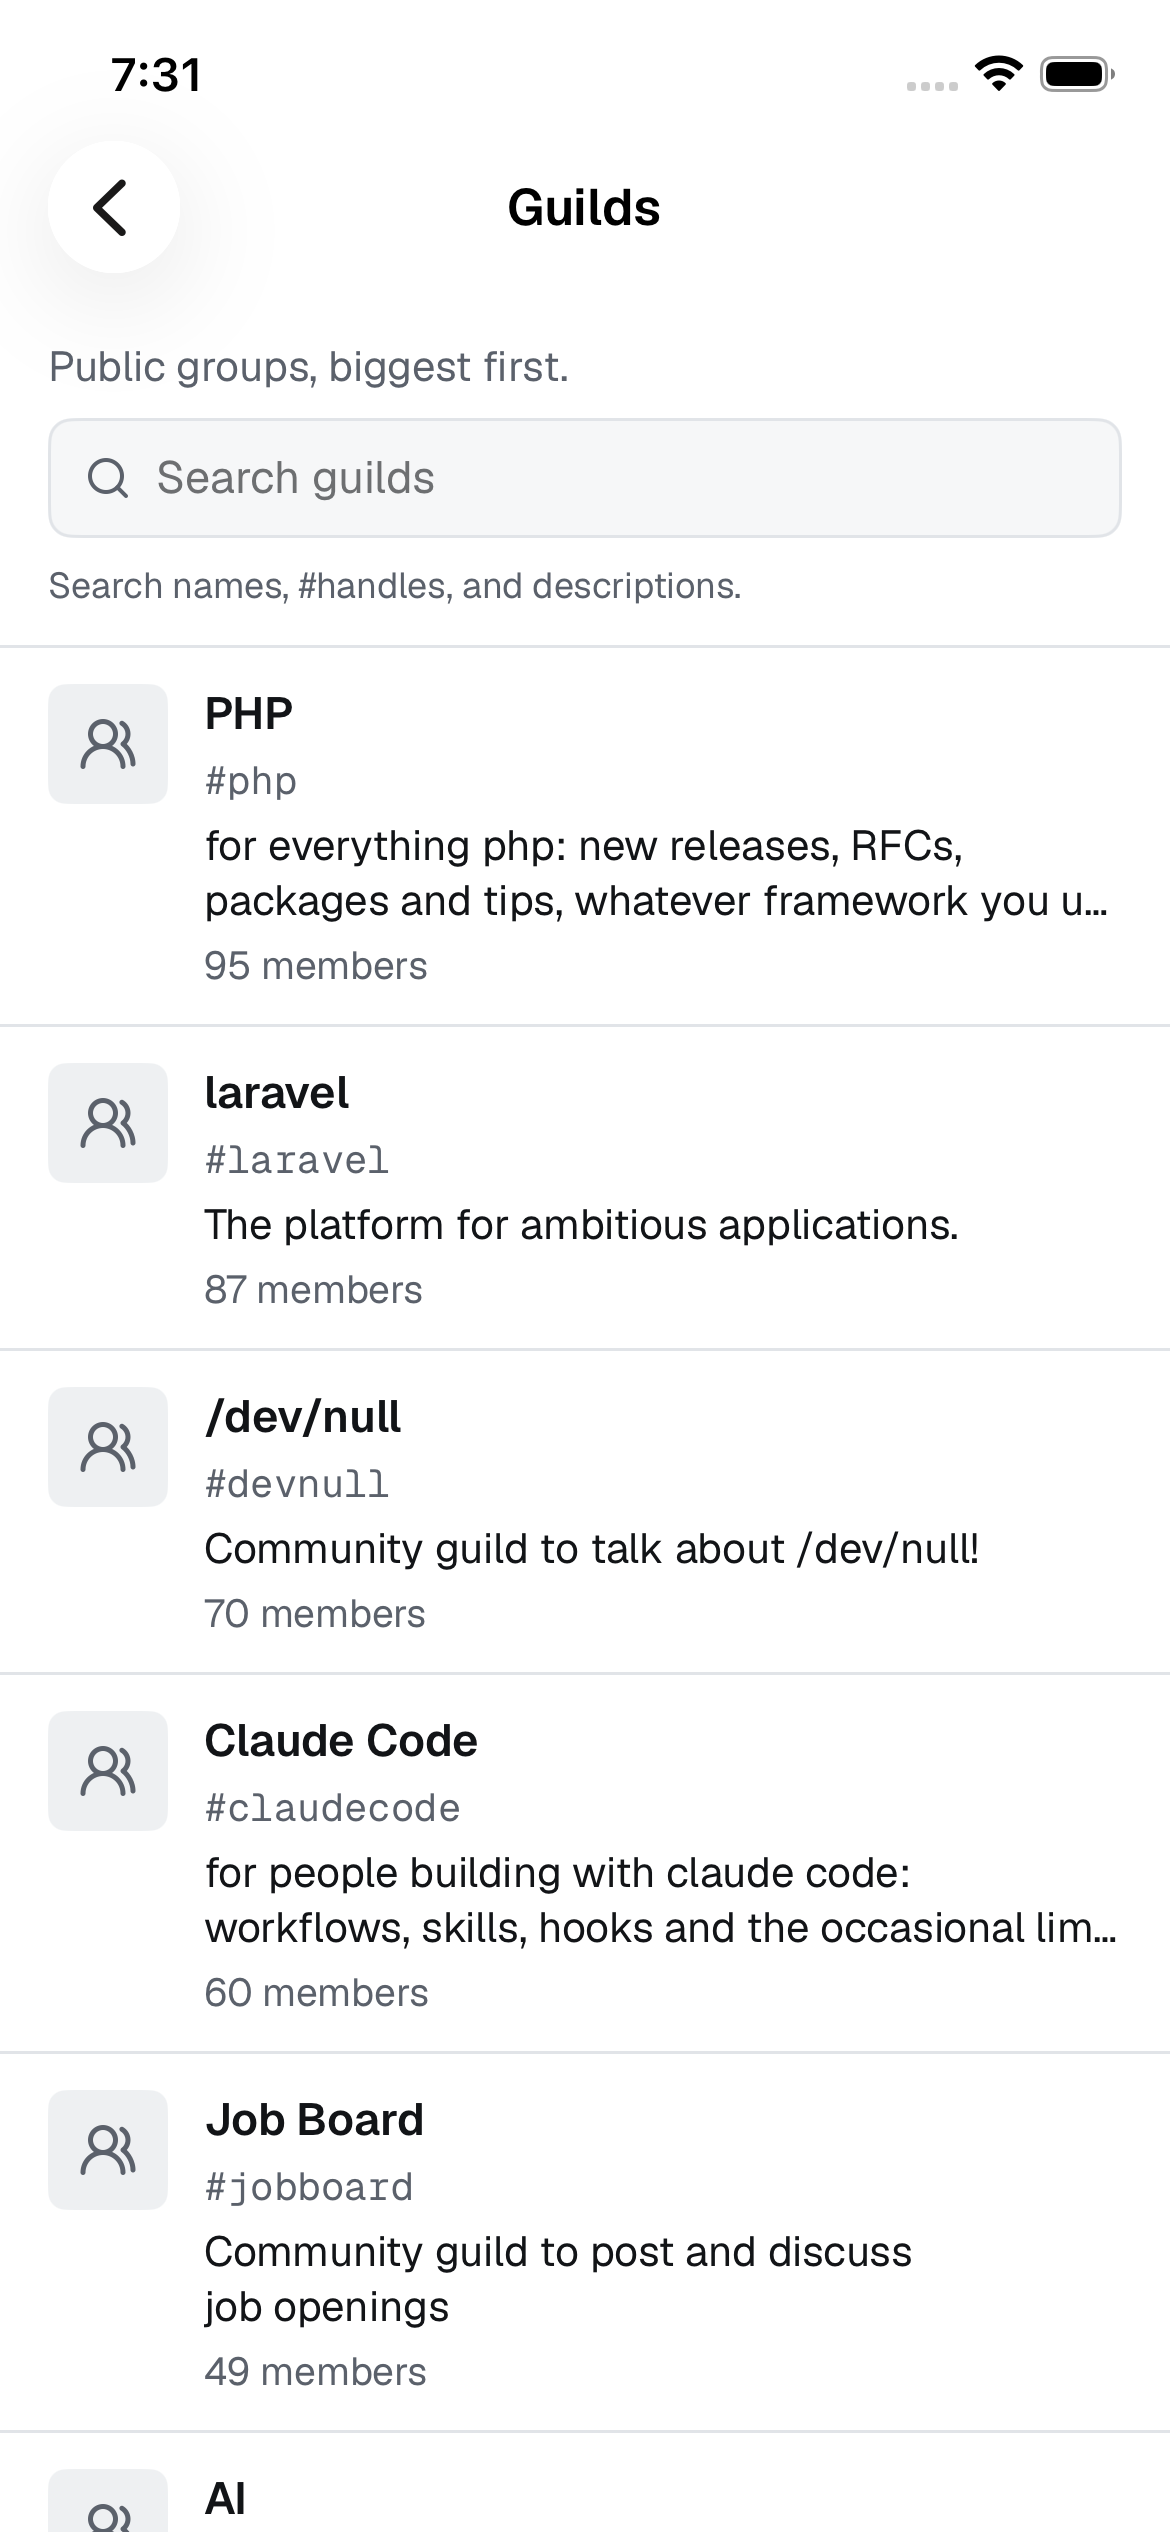 7:31
Guilds
Public groups, biggest first.
Search guilds
Search names, #handles, and descriptions.
PHP
#php
for everything php: new releases, RFCs,
packages and tips, whatever framework you u...
95 members
laravel
#laravel
The platform for ambitious applications.
87 members
/dev/null
#devnull
Community guild to talk about /dev/null!
70 members
Claude Code
#claudecode
for people building with claude code:
workflows, skills, hooks and the occasional lim...
60 members
Job Board
#jobboard
Community guild to post and discuss
job openings
49 members
AI